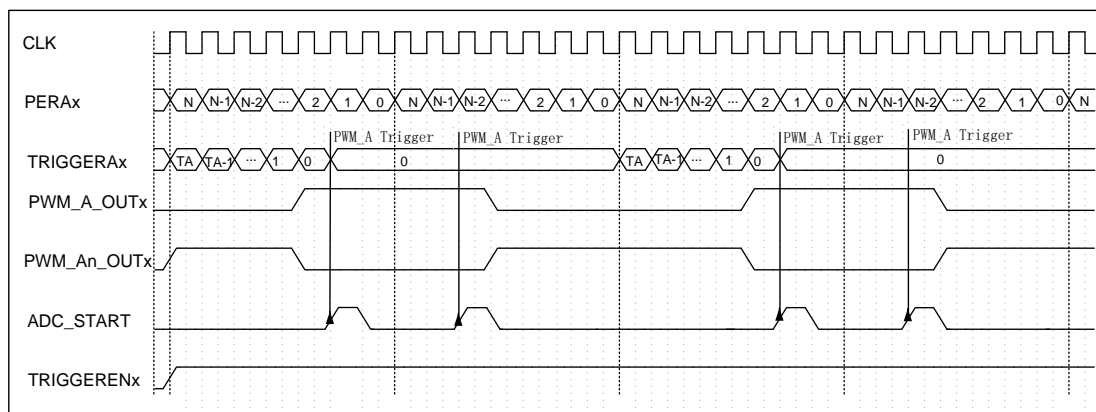 CLK
PERAx N N-1 N-2 ... 2 1 0 N N-1 N-2 ... 2 1 0 N N-1 N-2 ... 2 1 0 N N-1 N-2 ... 2 1 0 N
PWM_A Trigger PWM_A Trigger PWM_A Trigger PWM_A Trigger
TRIGGERAx TA TA-1 ... 1 0 0 TA TA-1 ... 1 0 0
PWM_A_OUTx
PWM_An_OUTx
ADC_START
TRIGGERENx